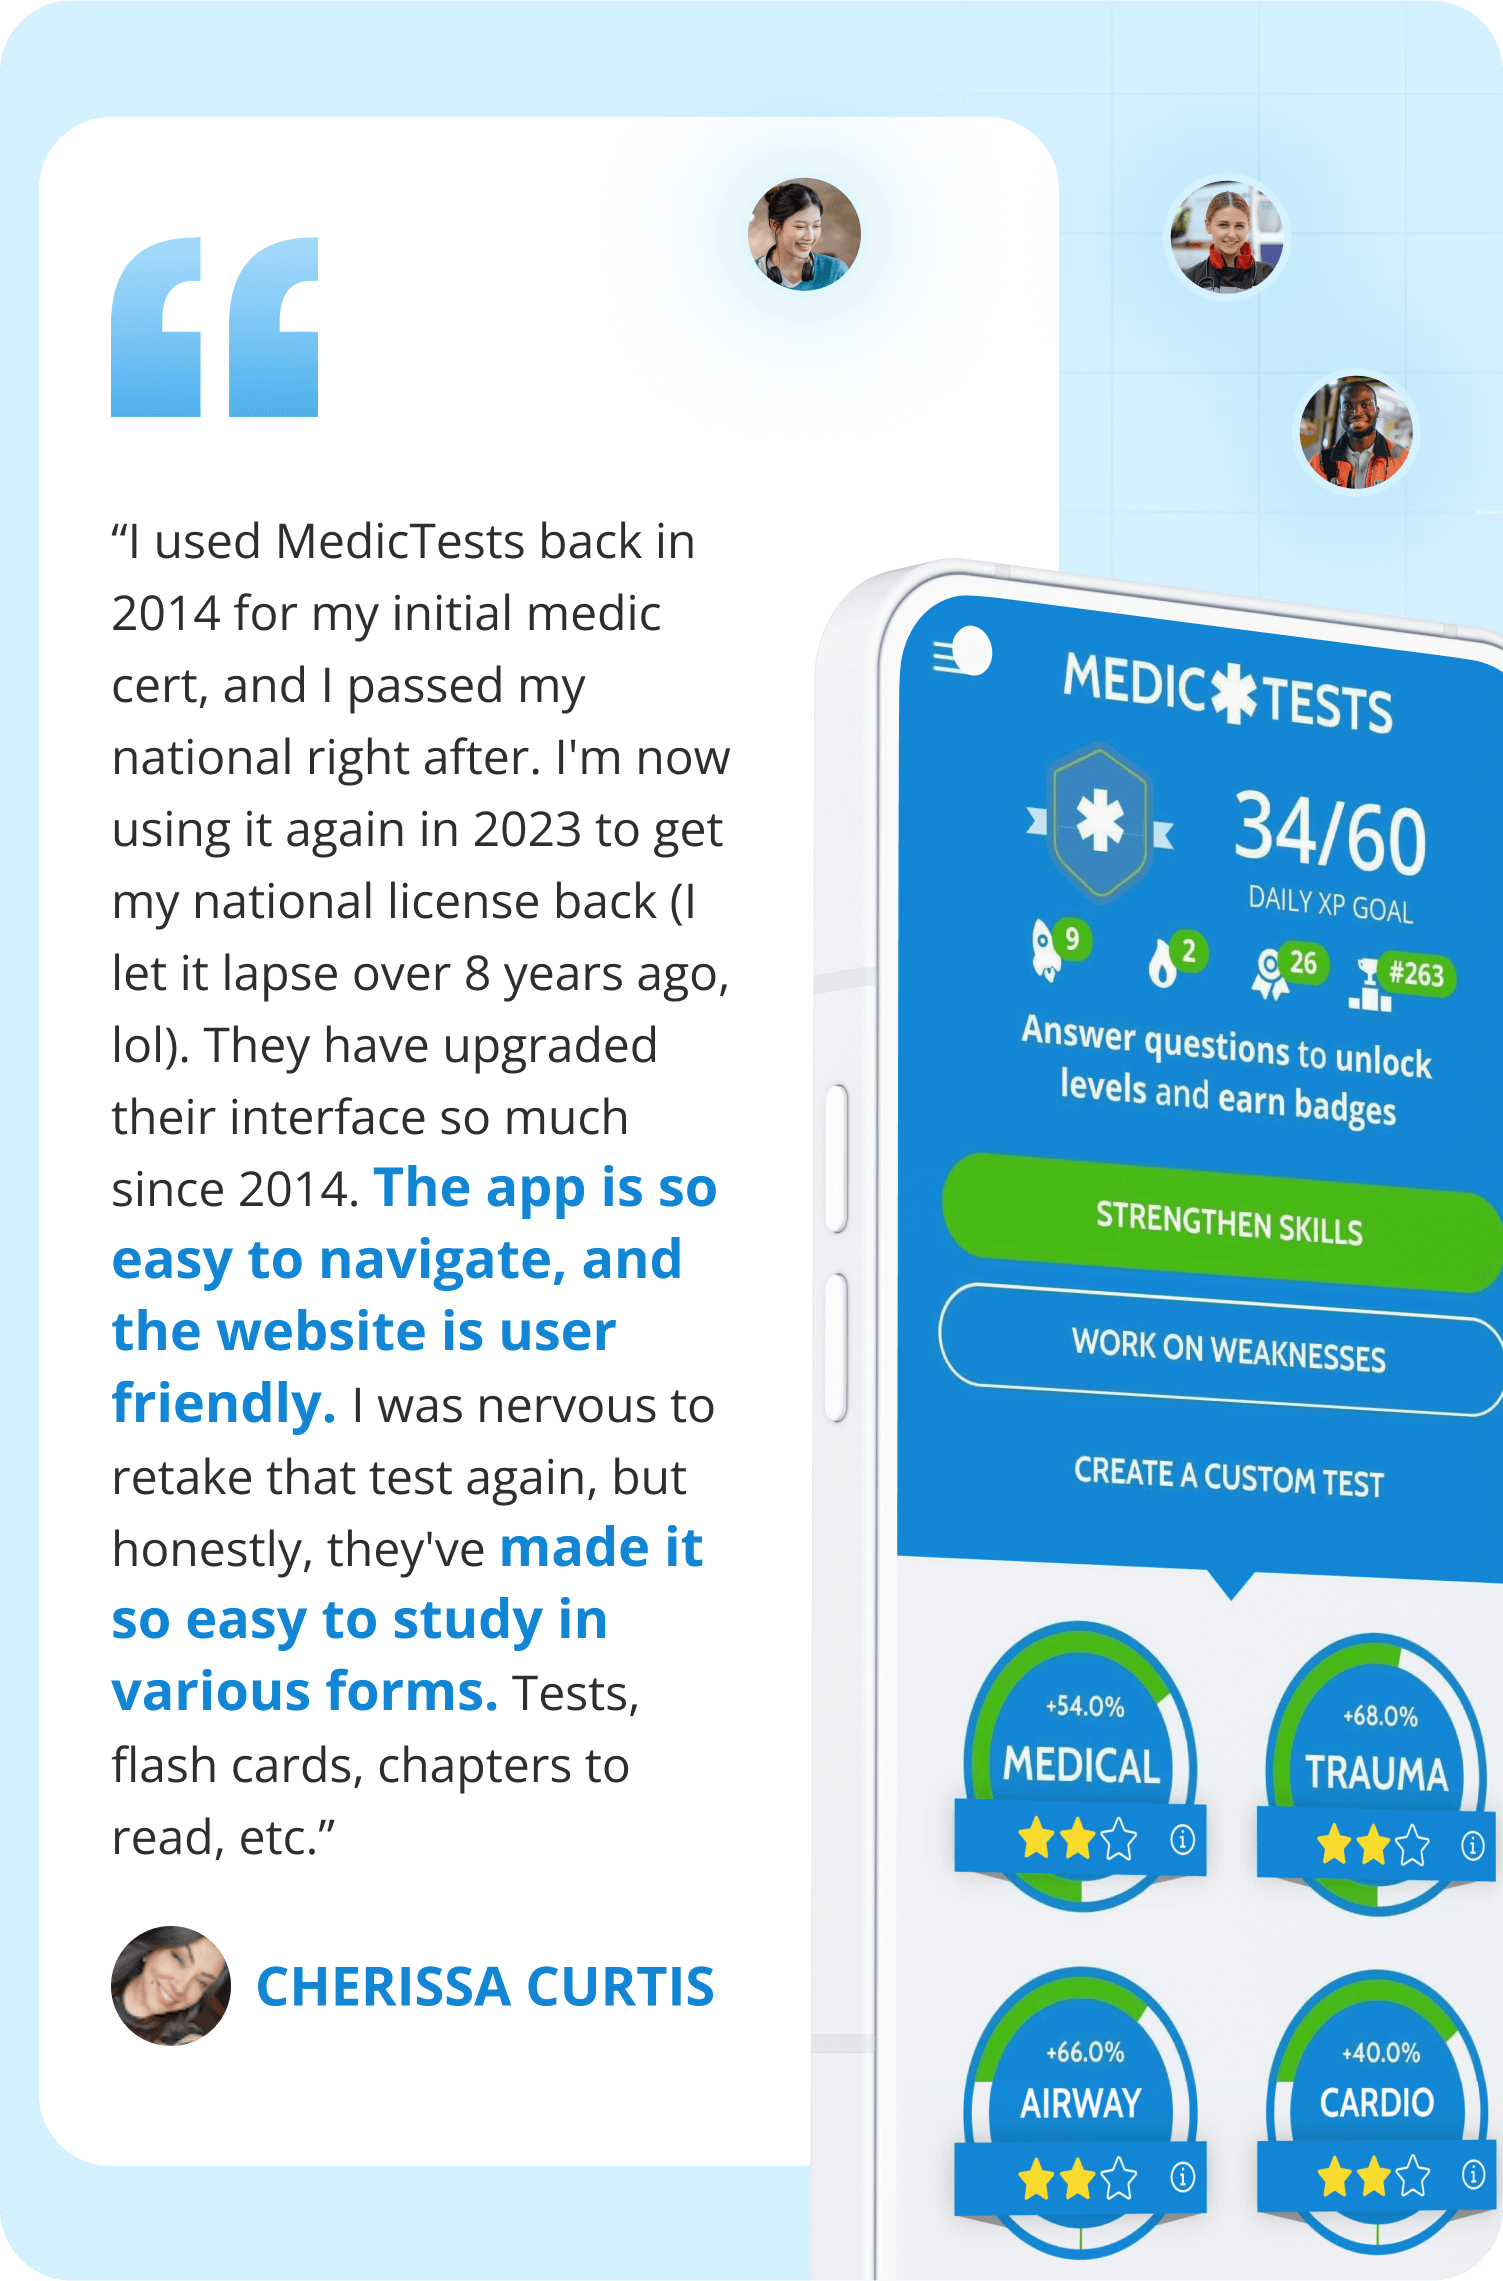 “I used MedicTests back in
2014 for my initial medic
cert, and I passed my
national right after. I'm now
using it again in 2023 to get
my national license back (I
let it lapse over 8 years ago,
lol). They have upgraded
their interface so much
since 2014. The app is so
easy to navigate, and
the website is user
friendly. I was nervous to
retake that test again, but
honestly, they've made it
so easy to study in
various forms. Tests,
flash cards, chapters to
read, etc.”
CHERISSA CURTIS
MEDIC TESTS
34/60
DAILY XP GOAL
9 2 26 #263
Answer questions to unlock
levels and earn badges
STRENGTHEN SKILLS
WORK ON WEAKNESSES
CREATE A CUSTOM TEST
+54.0%
MEDICAL
+68.0%
TRAUMA
+66.0%
AIRWAY
+40.0%
CARDIO